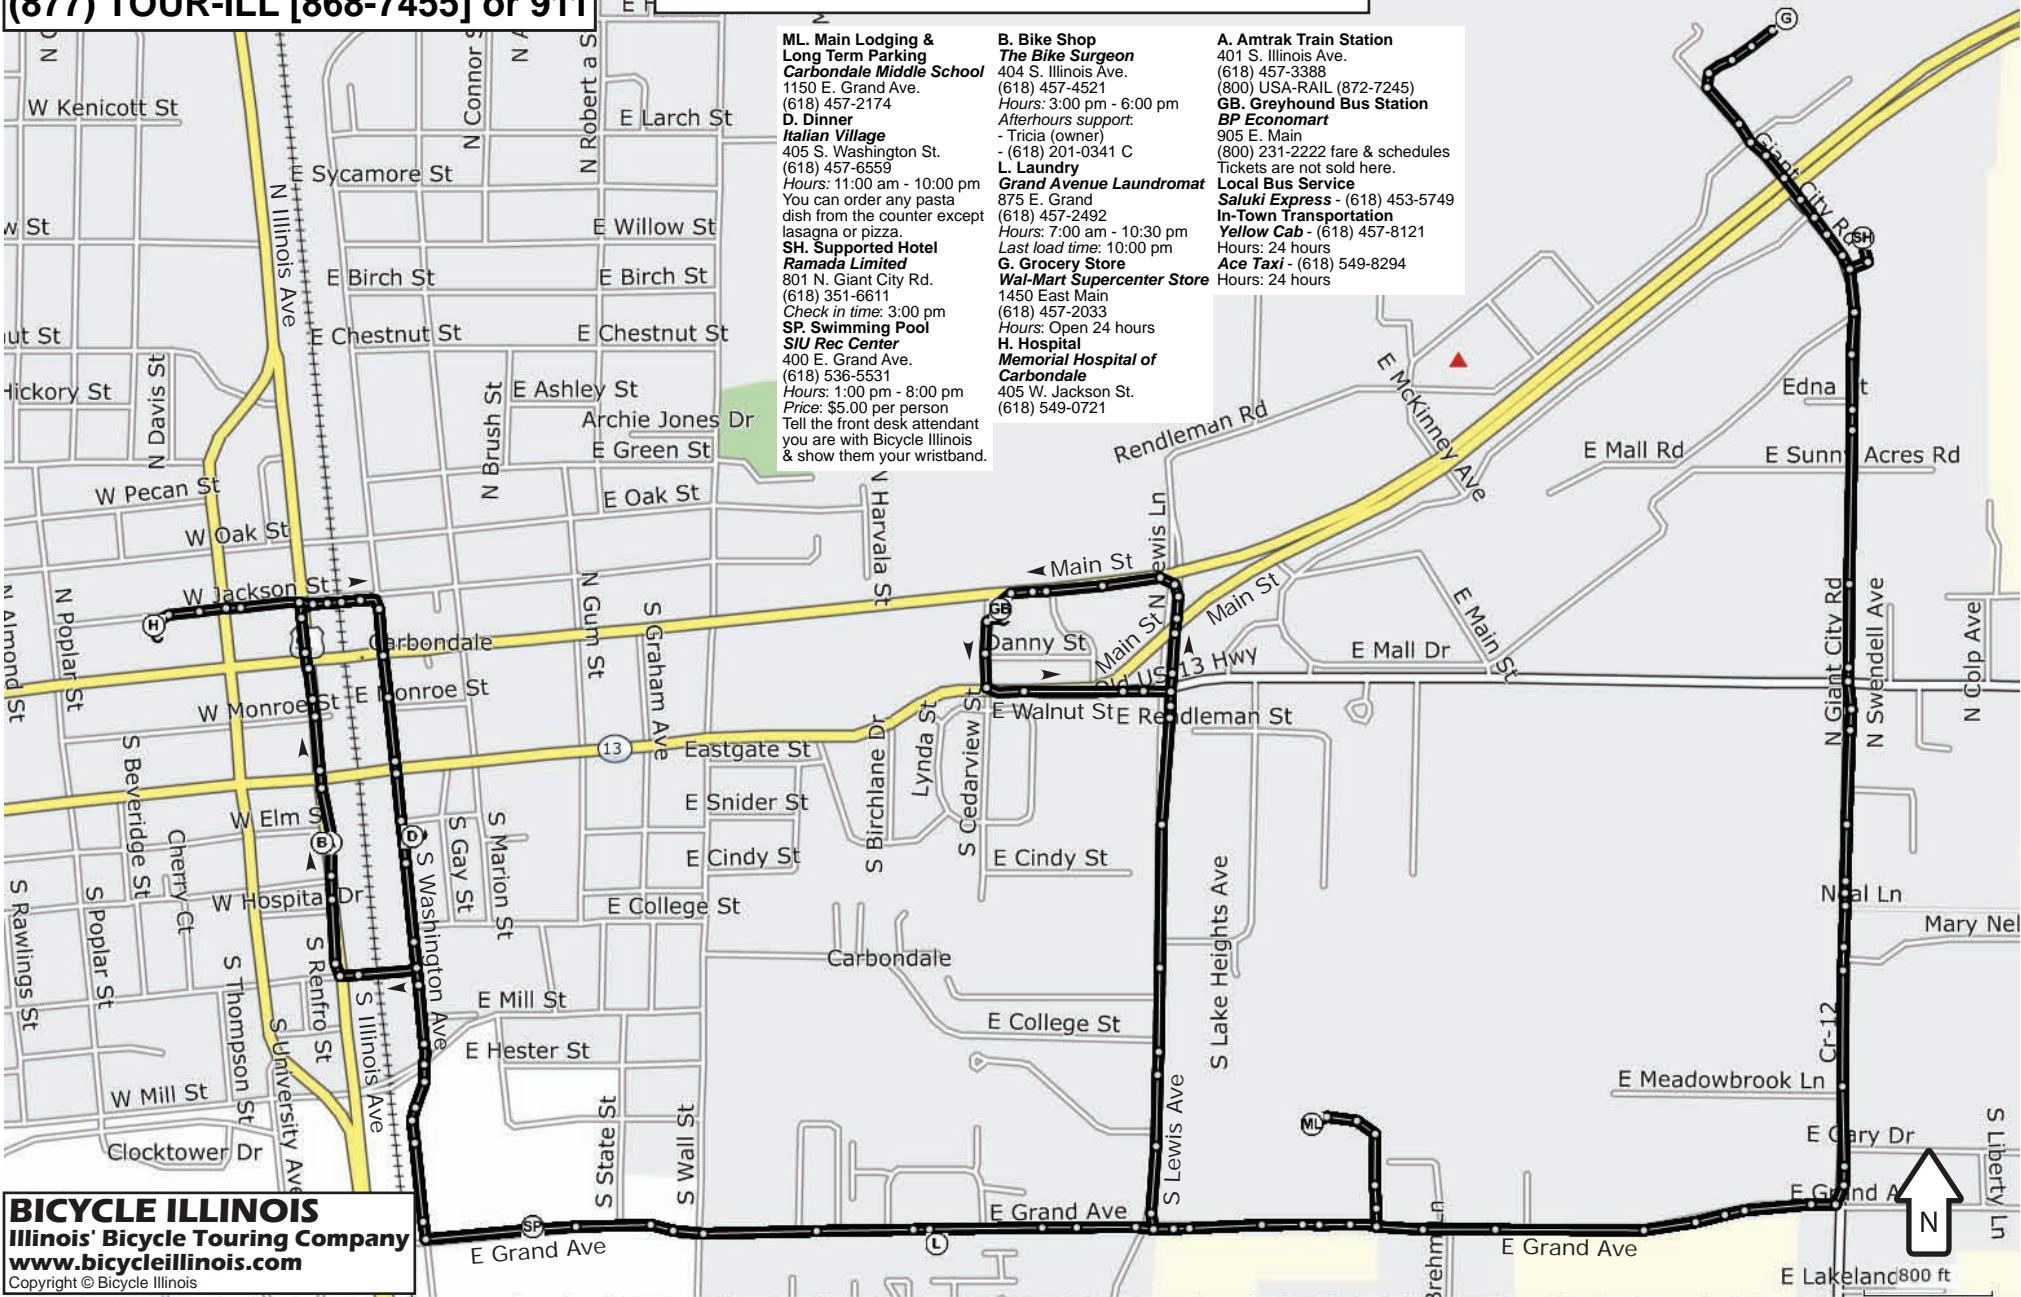 (877) TOUR-ILL [868-7455] or 911
ML. Main Lodging &
Long Term Parking
Carbondale Middle School
1150 E. Grand Ave.
(618) 457-2174
D. Dinner
Italian Village
405 S. Washington St.
(618) 457-6559
Hours: 11:00 am - 10:00 pm
You can order any pasta
dish from the counter except
lasagna or pizza.
SH. Supported Hotel
Ramada Limited
801 N. Giant City Rd.
(618) 351-6611
Check in time: 3:00 pm
SP. Swimming Pool
SIU Rec Center
400 E. Grand Ave.
(618) 536-5531
Hours: 1:00 pm - 8:00 pm
Price: $5.00 per person
Tell the front desk attendant
you are with Bicycle Illinois
& show them your wristband.
B. Bike Shop
The Bike Surgeon
404 S. Illinois Ave.
(618) 457-4521
Hours: 3:00 pm - 6:00 pm
Afterhours support:
- Tricia (owner)
- (618) 201-0341 C
L. Laundry
Grand Avenue Laundromat
875 E. Grand
(618) 457-2492
Hours: 7:00 am - 10:30 pm
Last load time: 10:00 pm
G. Grocery Store
Wal-Mart Supercenter Store
1450 East Main
(618) 457-2033
Hours: Open 24 hours
H. Hospital
Memorial Hospital of
Carbondale
405 W. Jackson St.
(618) 549-0721
A. Amtrak Train Station
401 S. Illinois Ave.
(618) 457-3388
(800) USA-RAIL (872-7245)
GB. Greyhound Bus Station
BP Economart
905 E. Main
(800) 231-2222 fare & schedules
Tickets are not sold here.
Local Bus Service
Saluki Express - (618) 453-5749
In-Town Transportation
Yellow Cab - (618) 457-8121
Hours: 24 hours
Ace Taxi - (618) 549-8294
Hours: 24 hours
W Kenicott St
N Connor S
N A
N Robert a S
E Larch St
E Sycamore St
N Illinois Ave
w St
E Willow St
E Birch St
E Birch St
E Chestnut St
E Chestnut St
ut St
Hickory St
N Davis St
N Brush St
E Ashley St
Archie Jones Dr
E Green St
W Pecan St
E Oak St
W Oak St
N Harvala St
Rendleman Rd
E McKinney Ave
Giant City Rd
G
SH
Edna St
E Mall Rd
E Sunny Acres Rd
N Lewis Ln
W Jackson St
H
N Almond St
N Poplar St
Carbondale
N Gum St
S Graham Ave
Main St
GB
Danny St
Main St
Main St
Old US 13 Hwy
E Main St
E Mall Dr
N Giant City Rd
N Swendell Ave
N Colp Ave
W Monroe St
E Monroe St
E Walnut St
E Rendleman St
13
Eastgate St
S Birchlane Dr
Lynda St
S Cedarview St
S Beveridge St
W Elm S
B
D
E Snider St
S Gay St
S Marion St
E Cindy St
E Cindy St
Cherry Ct
S Rawlings St
S Poplar St
W Hospital Dr
S Washington Ave
E College St
S Lake Heights Ave
Neal Ln
Mary Nel
Carbondale
S Thompson St
S Renfro St
S University Ave
S Illinois Ave
E Mill St
E College St
E Hester St
Cr-12
W Mill St
E Meadowbrook Ln
S State St
S Wall St
S Lewis Ave
ML
Clocktower Dr
E Gary Dr
S Liberty Ln
E Grand A
SP
E Grand Ave
L
E Grand Ave
Brehm Ln
E Grand Ave
N
E Lakeland
800 ft
BICYCLE ILLINOIS
Illinois' Bicycle Touring Company
www.bicycleillinois.com
Copyright © Bicycle Illinois